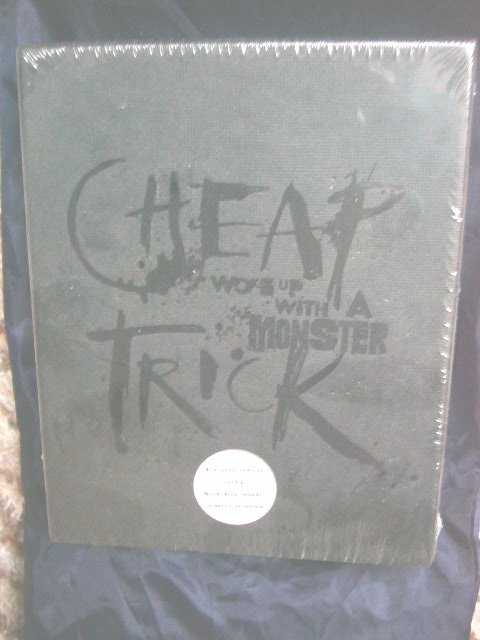 CHEAP
WOKE UP
WITH A
MONSTER
TRICK